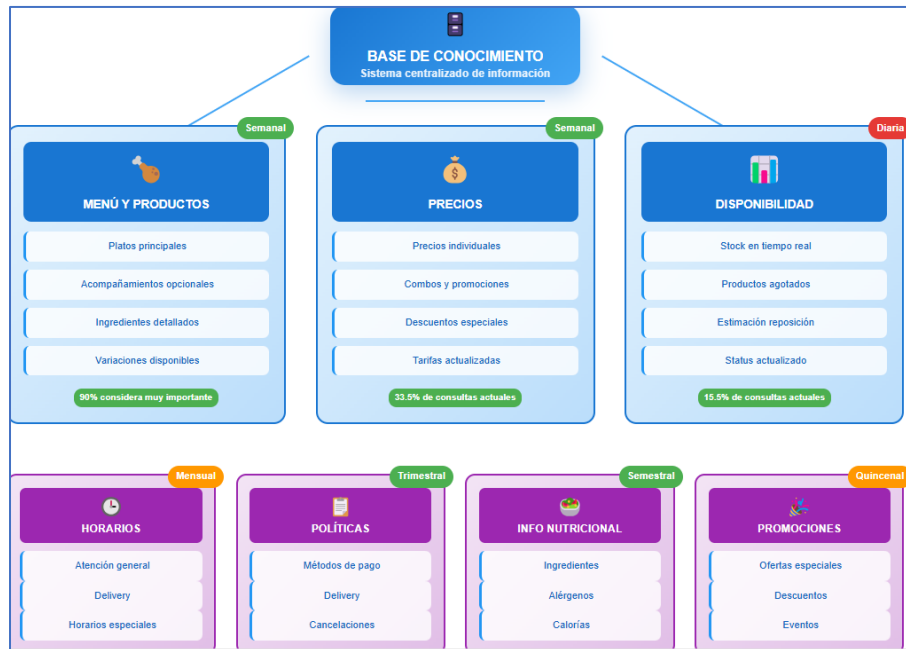 BASE DE CONOCIMIENTO
Sistema centralizado de información
Semanal
MENÚ Y PRODUCTOS
Platos principales
Acompañamientos opcionales
Ingredientes detallados
Variaciones disponibles
90% considera muy importante
Semanal
$
PRECIOS
Precios individuales
Combos y promociones
Descuentos especiales
Tarifas actualizadas
33.5% de consultas actuales
Diaria
DISPONIBILIDAD
Stock en tiempo real
Productos agotados
Estimación reposición
Status actualizado
15.5% de consultas actuales
Mensual
HORARIOS
Atención general
Delivery
Horarios especiales
Trimestral
POLÍTICAS
Métodos de pago
Delivery
Cancelaciones
Semestral
INFO NUTRICIONAL
Ingredientes
Alérgenos
Calorías
Quincenal
PROMOCIONES
Ofertas especiales
Descuentos
Eventos